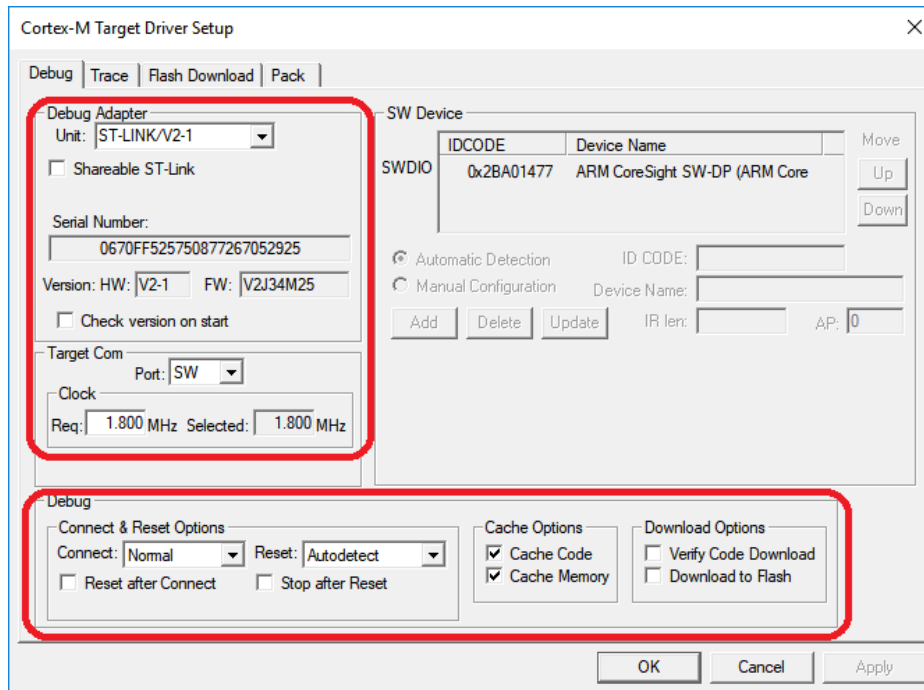 Cortex-M Target Driver Setup
Debug Trace Flash Download Pack
Debug Adapter
Unit: ST-LINK/V2-1
Shareable ST-Link
Serial Number:
0670FF525750877267052925
Version: HW: V2-1 FW: V2J34M25
Check version on start
Target Com
Port: SW
Clock
Req: 1.800 MHz Selected: 1.800 MHz
SW Device
IDCODE Device Name
SWDIO 0x2BA01477 ARM CoreSight SW-DP (ARM Core
Move
Up
Down
Automatic Detection ID CODE:
Manual Configuration Device Name:
Add Delete Update IR len: AP: 0
Debug
Connect & Reset Options
Connect: Normal Reset: Autodetect
Reset after Connect Stop after Reset
Cache Options
Cache Code
Cache Memory
Download Options
Verify Code Download
Download to Flash
OK Cancel Apply